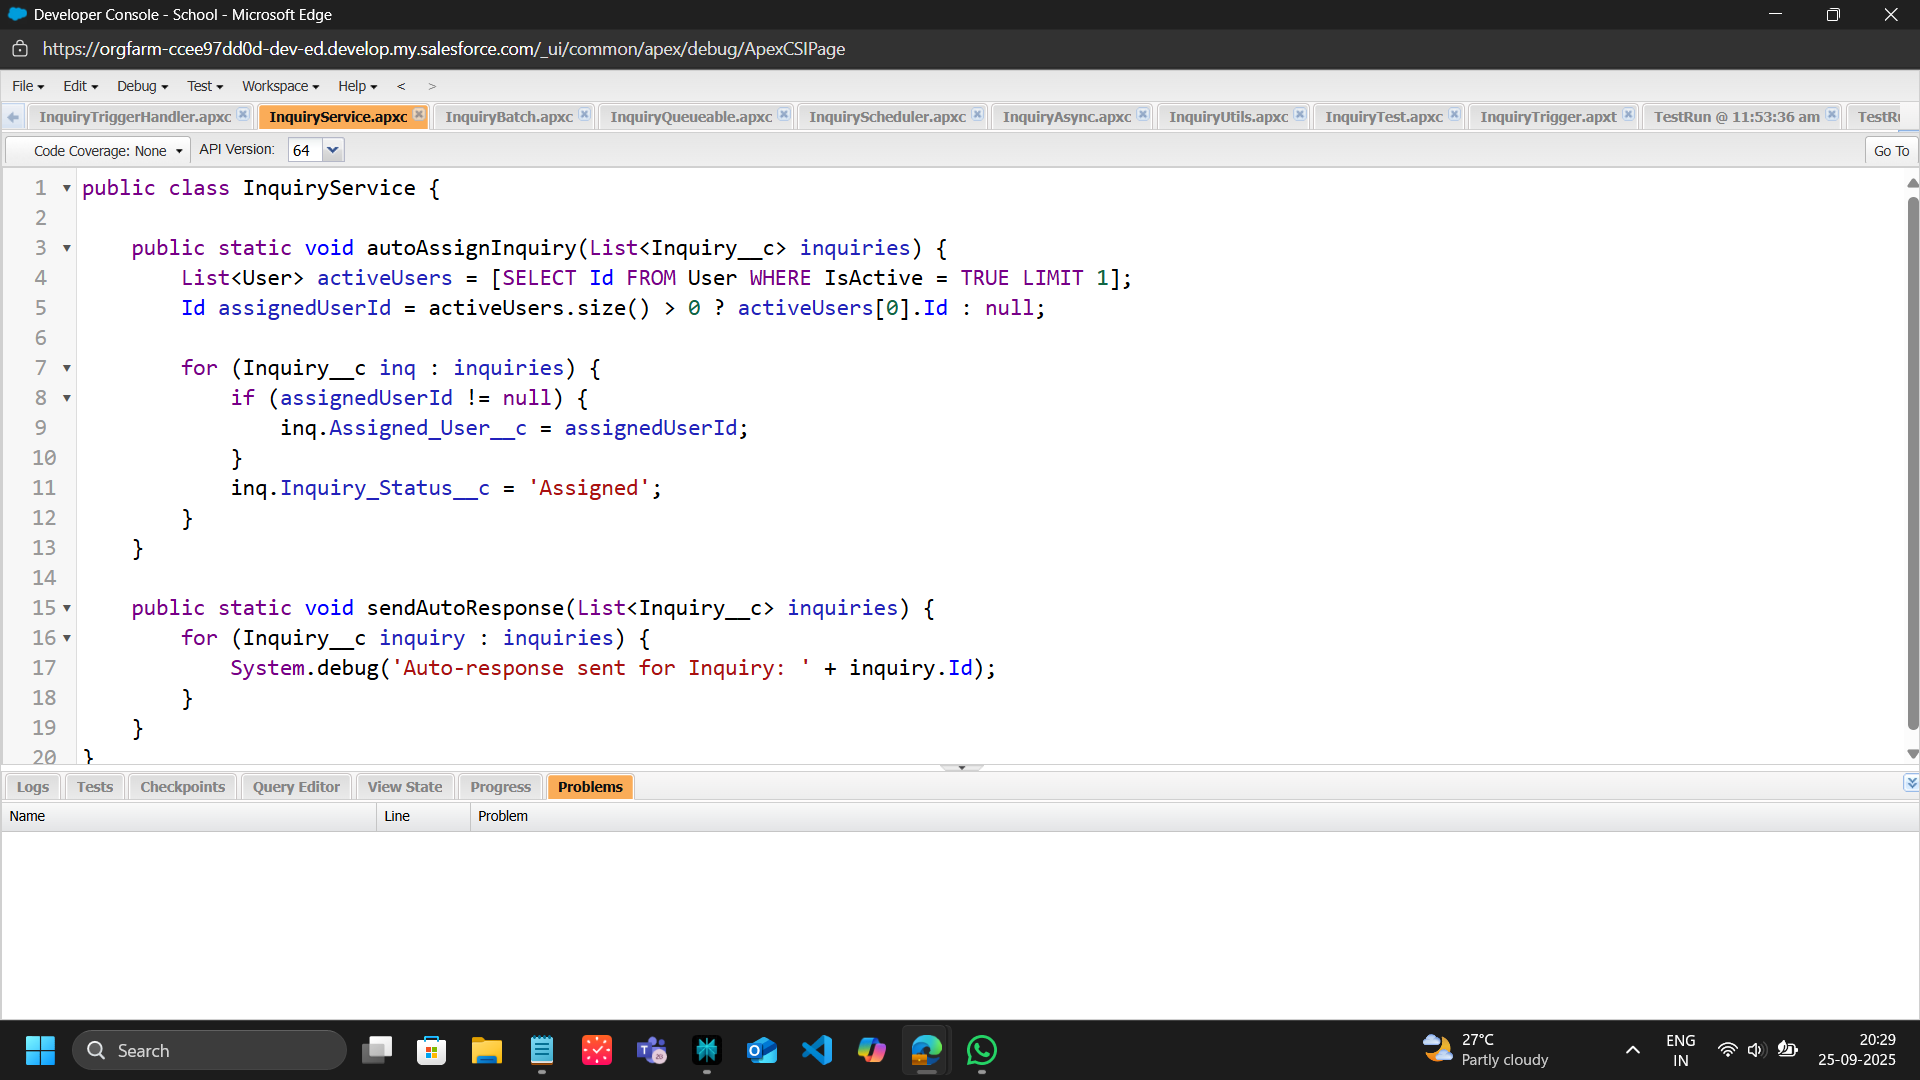 Developer Console - School - Microsoft Edge
https://orgfarm-ccee97dd0d-dev-ed.develop.my.salesforce.com/_ui/common/apex/debug/ApexCSIPage
File Edit Debug Test Workspace Help < >
InquiryTriggerHandler.apxc InquiryService.apxc InquiryBatch.apxc InquiryQueueable.apxc InquiryScheduler.apxc InquiryAsync.apxc InquiryUtils.apxc InquiryTest.apxc InquiryTrigger.apxt TestRun @ 11:53:36 am TestRu
Code Coverage: None API Version: 64 Go To
1 public class InquiryService {
2
3 public static void autoAssignInquiry(List<Inquiry__c> inquiries) {
4 List<User> activeUsers = [SELECT Id FROM User WHERE IsActive = TRUE LIMIT 1];
5 Id assignedUserId = activeUsers.size() > 0 ? activeUsers[0].Id : null;
6
7 for (Inquiry__c inq : inquiries) {
8 if (assignedUserId != null) {
9 inq.Assigned_User__c = assignedUserId;
10 }
11 inq.Inquiry_Status__c = 'Assigned';
12 }
13 }
14
15 public static void sendAutoResponse(List<Inquiry__c> inquiries) {
16 for (Inquiry__c inquiry : inquiries) {
17 System.debug('Auto-response sent for Inquiry: ' + inquiry.Id);
18 }
19 }
20 }
Logs Tests Checkpoints Query Editor View State Progress Problems
Name Line Problem
Search
27°C
Partly cloudy
ENG
IN
20:29
25-09-2025